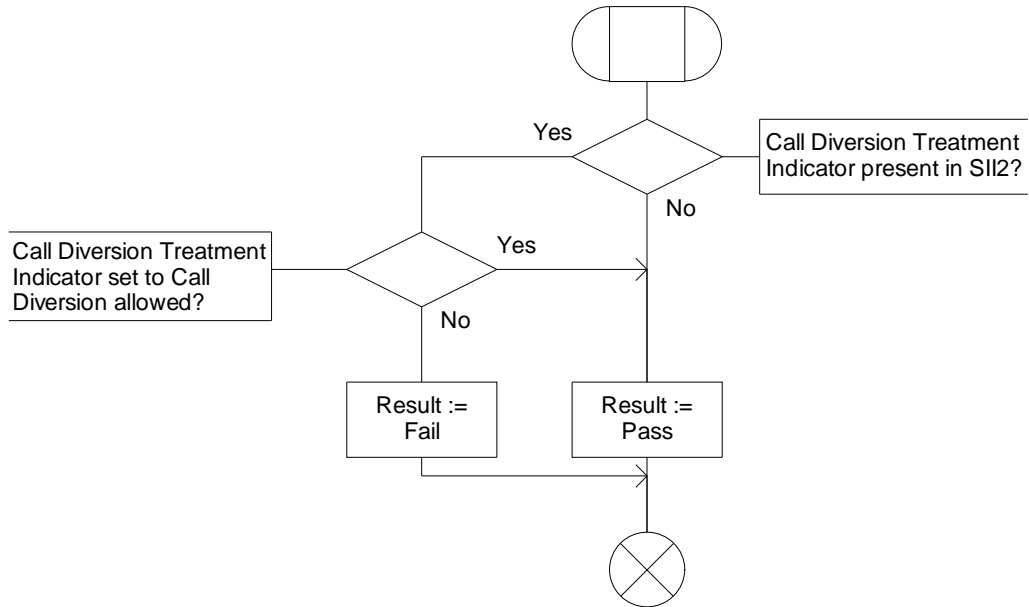 Yes
Call Diversion Treatment
Indicator present in SII2?
No
Call Diversion Treatment
Indicator set to Call
Diversion allowed?
Yes
No
Result :=
Fail
Result :=
Pass